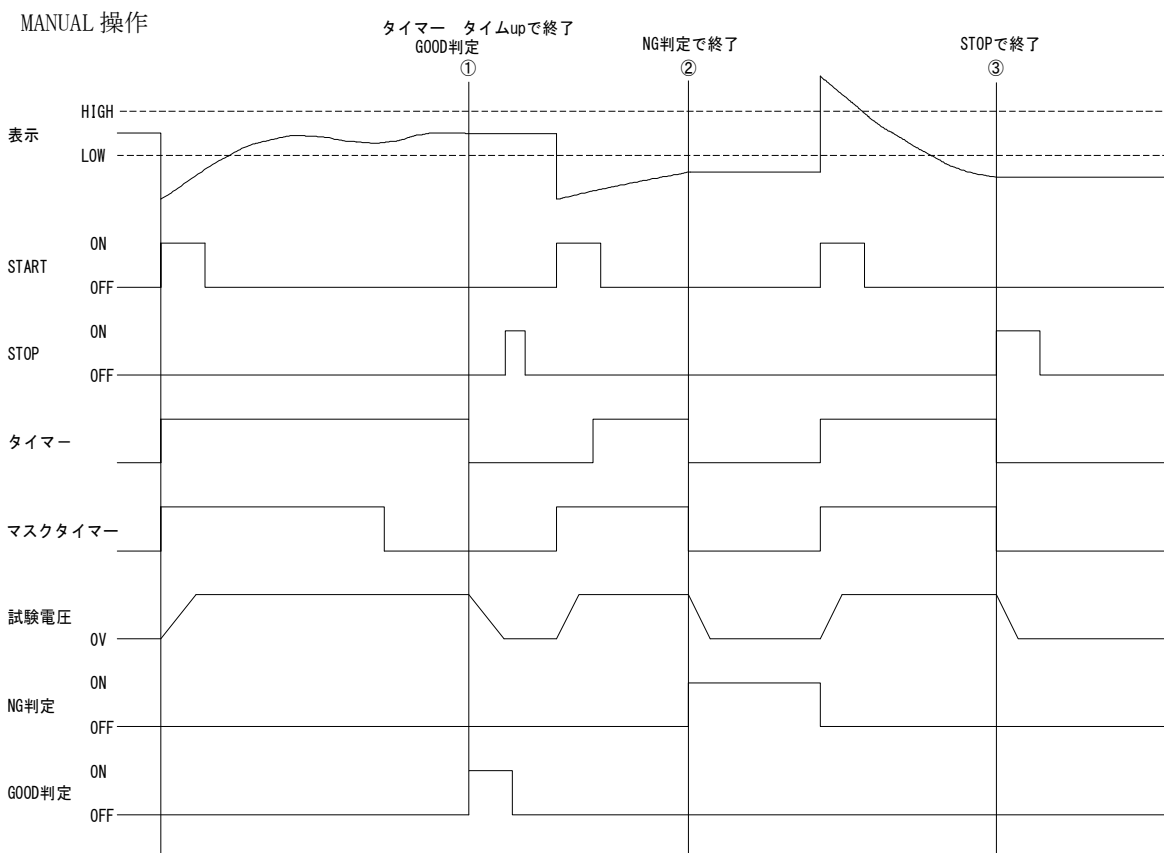 MANUAL 操作
タイマー タイムupで終了
GOOD判定
①
NG判定で終了
②
STOPで終了
③
HIGH
表示
LOW
ON
START
OFF
ON
STOP
OFF
タイマー
マスクタイマー
試験電圧
0V
ON
NG判定
OFF
ON
GOOD判定
OFF